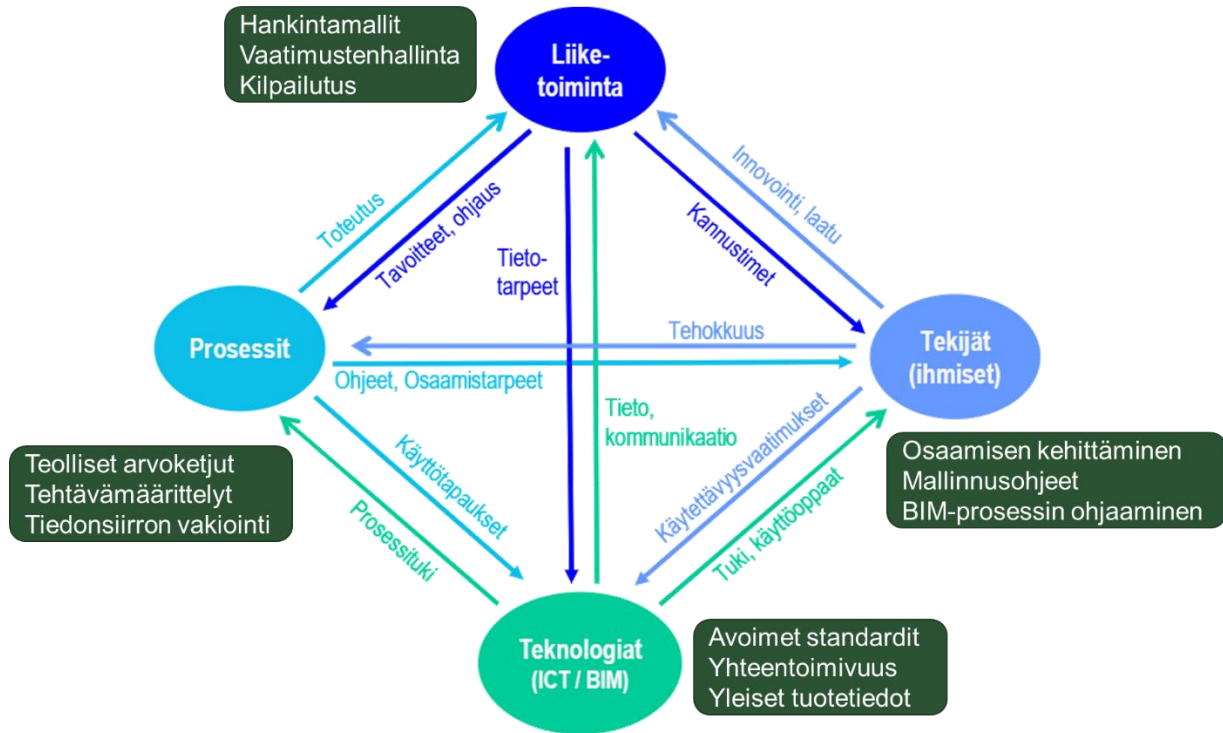 Hankintamallit
Vaatimustenhallinta
Kilpailutus
Liike-
toiminta
Toteutus
Tavoitteet, ohjaus
Tieto-
tarpeet
Kannustimet
Innovointi, laatu
Prosessit
Tehokkuus
Ohjeet, Osaamistarpeet
Tekijät
(ihmiset)
Tieto,
kommunikaatio
Teolliset arvoketjut
Tehtävämäärittelyt
Tiedonsiirron vakiointi
Käyttötapaukset
Prosessituki
Käytettävyysvaatimukset
Tuki, käyttöoppaat
Osaamisen kehittäminen
Mallinnusohjeet
BIM-prosessin ohjaaminen
Teknologiat
(ICT / BIM)
Avoimet standardit
Yhteentoimivuus
Yleiset tuotetiedot